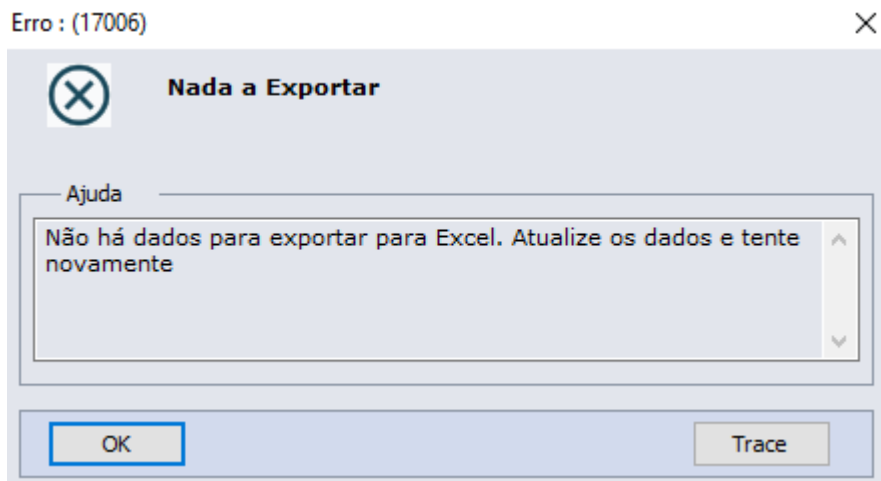 Erro : (17006)
Nada a Exportar
Ajuda
Não há dados para exportar para Excel. Atualize os dados e tente
novamente
OK
Trace